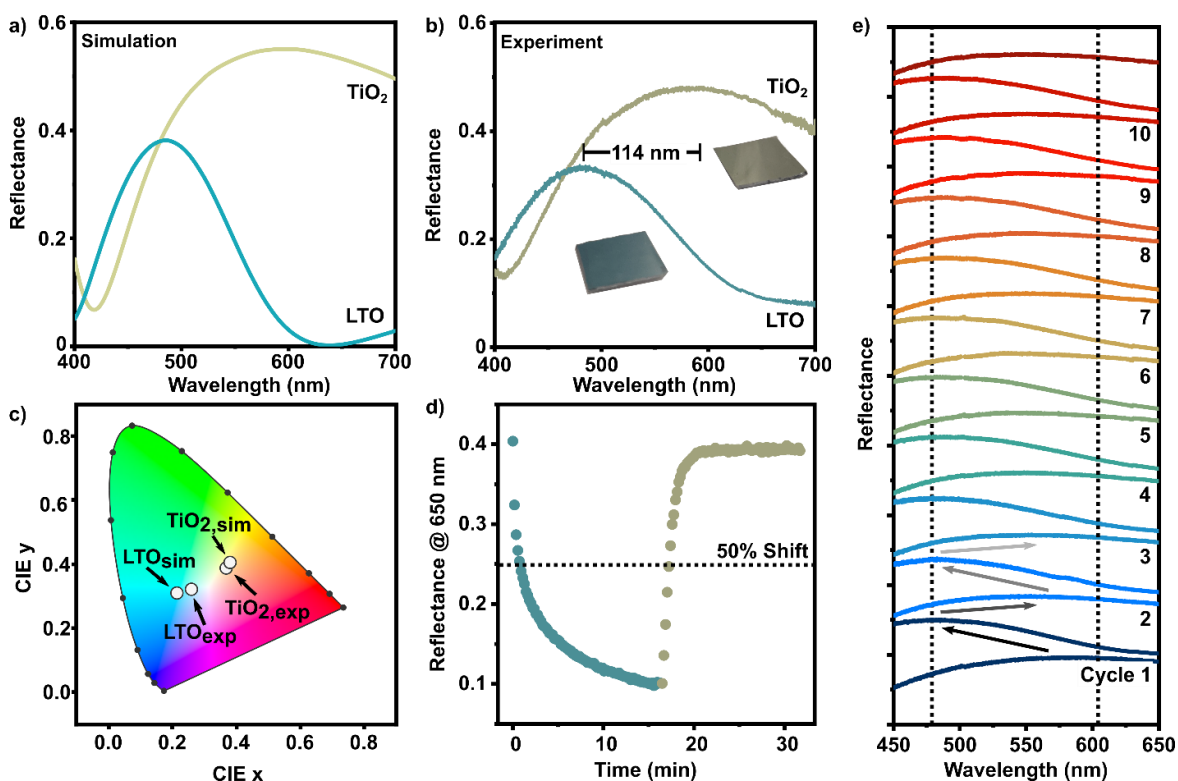 a)
Simulation
0.6
0.4
0.2
0
Reflectance
TiO₂
LTO
400 500 600 700
Wavelength (nm)
b)
Experiment
0.6
0.4
0.2
0
Reflectance
TiO₂
114 nm
LTO
400 500 600 700
Wavelength (nm)
c)
0.8
0.6
0.4
0.2
0.0
CIE y
TiO₂,sim
LTOsim
TiO₂,exp
LTOexp
0.0 0.2 0.4 0.6 0.8
CIE x
d)
0.4
0.3
0.2
0.1
Reflectance @ 650 nm
50% Shift
0 10 20 30
Time (min)
e)
Reflectance
10
9
8
7
6
5
4
3
2
Cycle 1
450 500 550 600 650
Wavelength (nm)